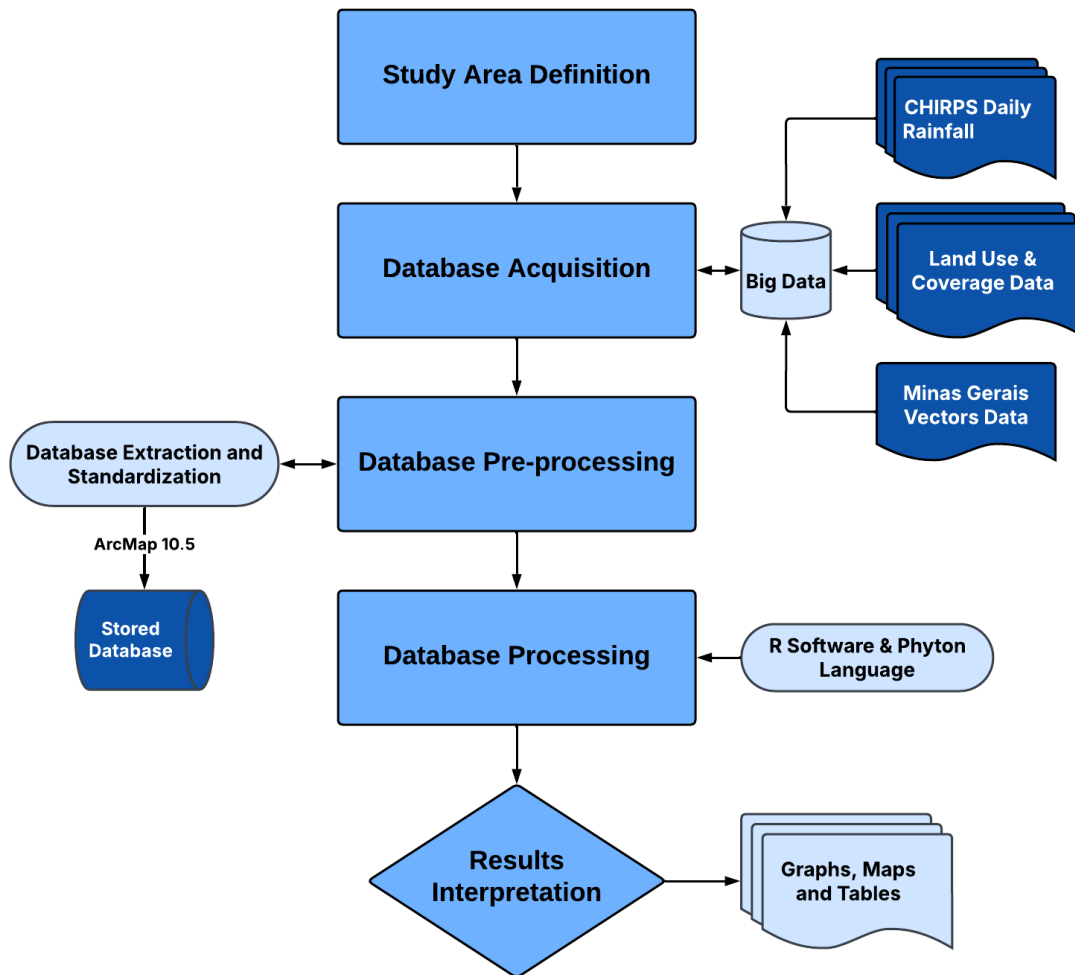 Study Area Definition
CHIRPS Daily
Rainfall
Database Acquisition
Big Data
Land Use &
Coverage Data
Minas Gerais
Vectors Data
Database Extraction and
Standardization
Database Pre-processing
ArcMap 10.5
Stored
Database
Database Processing
R Software & Phyton
Language
Results
Interpretation
Graphs, Maps
and Tables